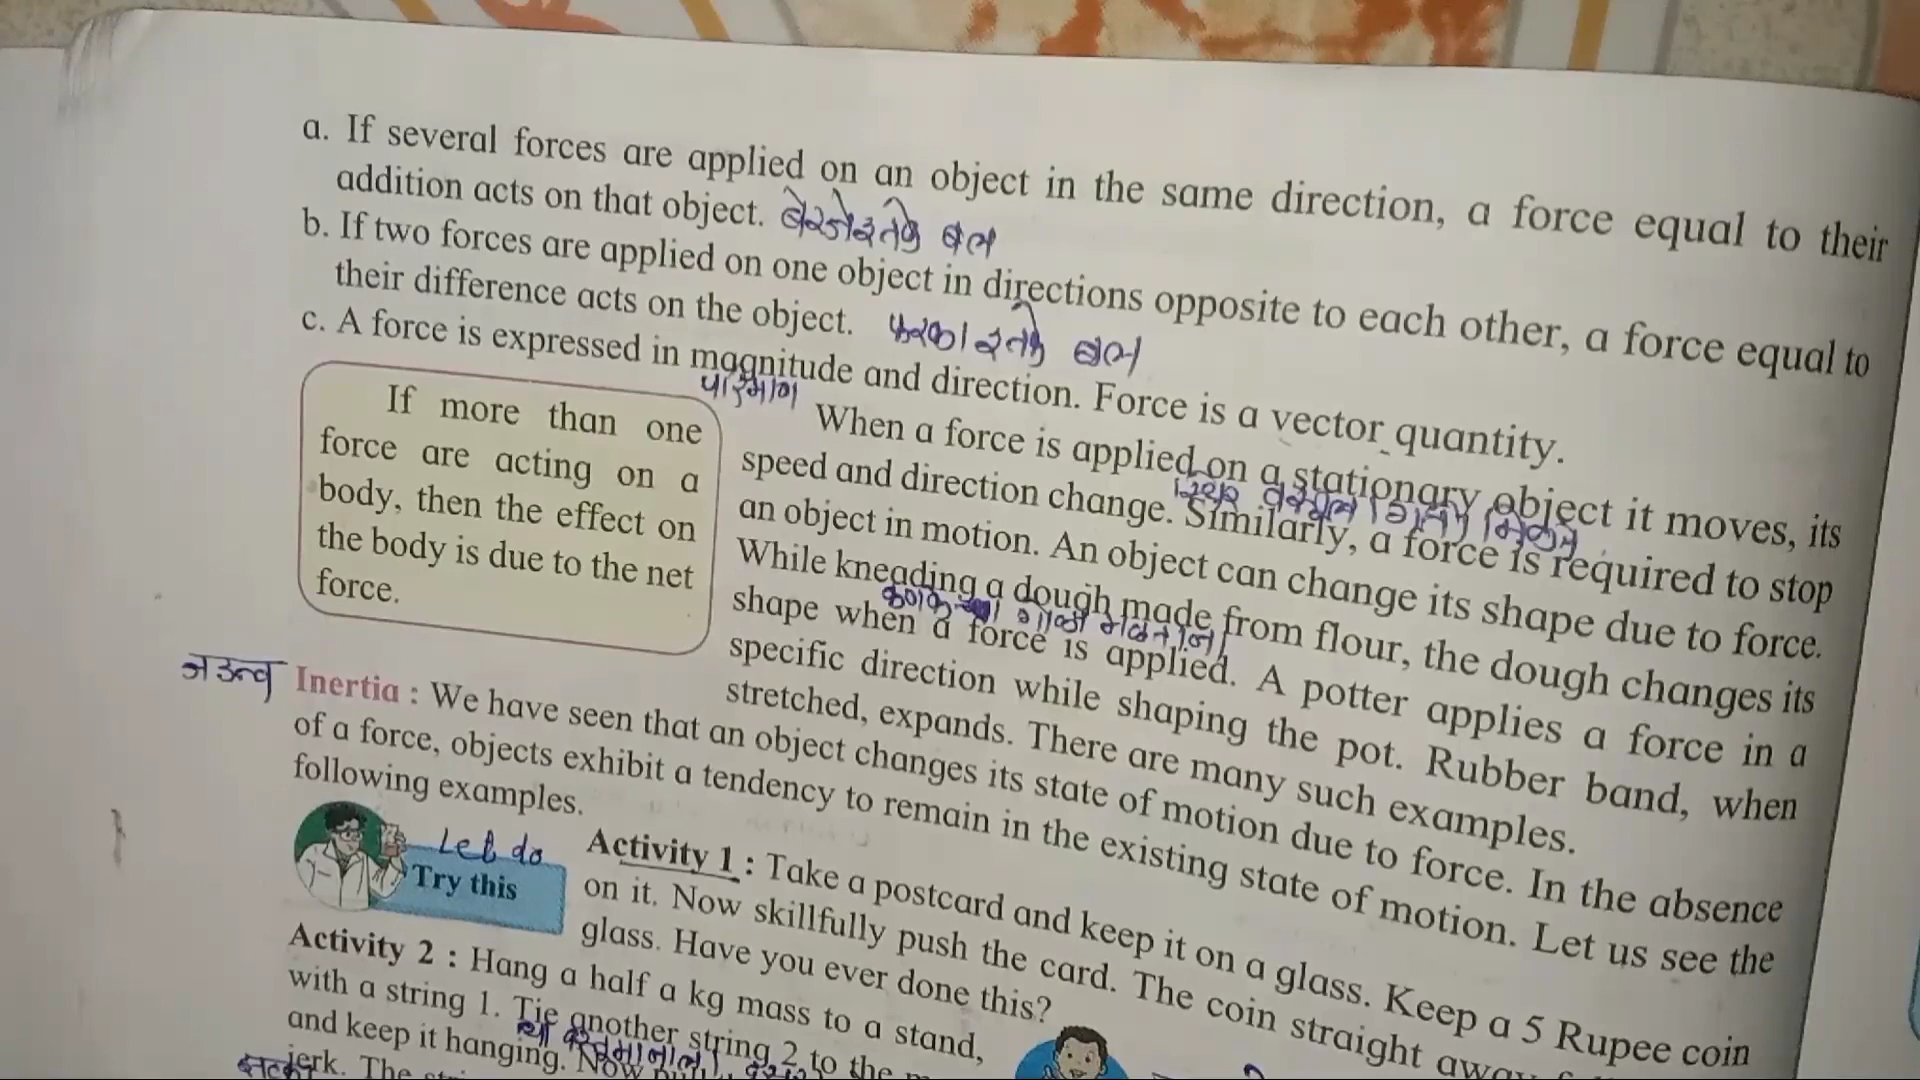 a. If several forces are applied on an object in the same direction, a force equal to their
addition acts on that object.
b. If two forces are applied on one object in directions opposite to each other, a force equal to
their difference acts on the object.
c. A force is expressed in magnitude and direction. Force is a vector quantity.
If more than one
force are acting on a
body, then the effect on
the body is due to the net
force.
When a force is applied on a stationary object it moves, its
speed and direction change. Similarly, a force is required to stop
an object in motion. An object can change its shape due to force.
While kneading a dough made from flour, the dough changes its
shape when a force is applied. A potter applies a force in a
specific direction while shaping the pot. Rubber band, when
stretched, expands. There are many such examples.
Inertia : We have seen that an object changes its state of motion due to force. In the absence
of a force, objects exhibit a tendency to remain in the existing state of motion. Let us see the
following examples.
Let do
Try this
Activity 1 : Take a postcard and keep it on a glass. Keep a 5 Rupee coin
on it. Now skillfully push the card. The coin straight away
glass. Have you ever done this?
Activity 2 : Hang a half a kg mass to a stand,
with a string 1. Tie another string 2 to the
and keep it hanging. Now
jerk. The